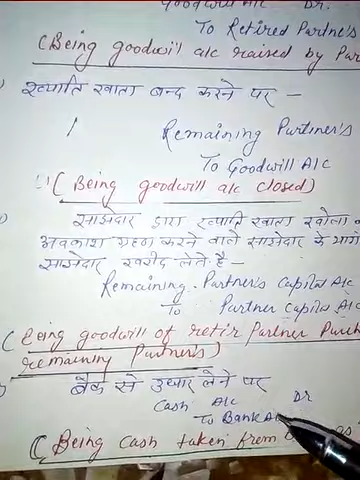 Goodwill A/c Dr.
To Retired Partner's
(Being goodwill a/c raised by Par
ख्याति खाता बन्द करने पर -
Remaining Partiner's
To Goodwill A/c
(Being goodwill a/c closed)
साझेदार द्वारा ख्याति खाता खोला
अवकाश ग्रहण करने वाले साझेदार के भाग
साझेदार खरीद लेते है -
Remaining Partner's Capital A/c
To Partner Capital A/c
(Being goodwill of retir Partner Purch
remaining Partner's)
बैंक से उधार लेने पर
Cash A/c Dr
To Bank A/c
(Being Cash taken from